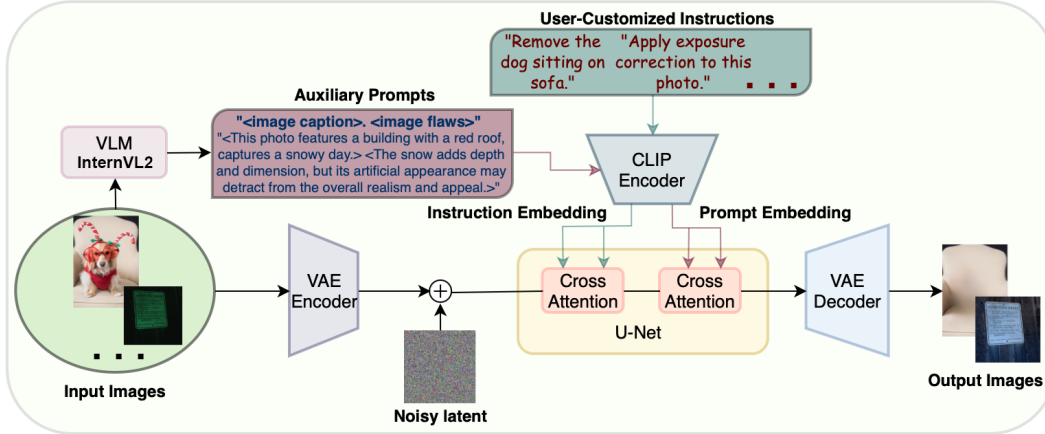 User-Customized Instructions
"Remove the dog sitting on sofa."
"Apply exposure correction to this photo."
Auxiliary Prompts
"<image caption>. <image flaws>"
"<This photo features a building with a red roof,
captures a snowy day.> <The snow adds depth
and dimension, but its artificial appearance may
detract from the overall realism and appeal.>"
VLM
InternVL2
CLIP
Encoder
Instruction Embedding
Prompt Embedding
VAE
Encoder
Cross
Attention
Cross
Attention
VAE
Decoder
U-Net
Input Images
Noisy latent
Output Images